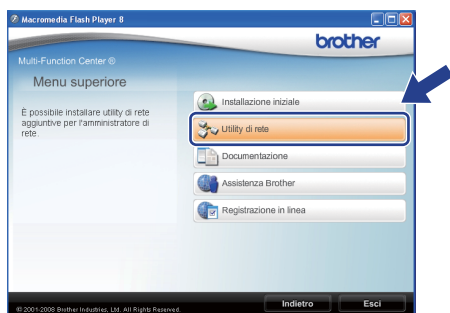 Macromedia Flash Player 8
brother
Multi-Function Center ®
Menu superiore
È possibile installare utility di rete
aggiuntive per l'amministratore di
rete.
Installazione iniziale
Utility di rete
Documentazione
Assistenza Brother
Registrazione in linea
© 2001-2008 Brother Industries, Ltd. All Rights Reserved.
Indietro
Esci